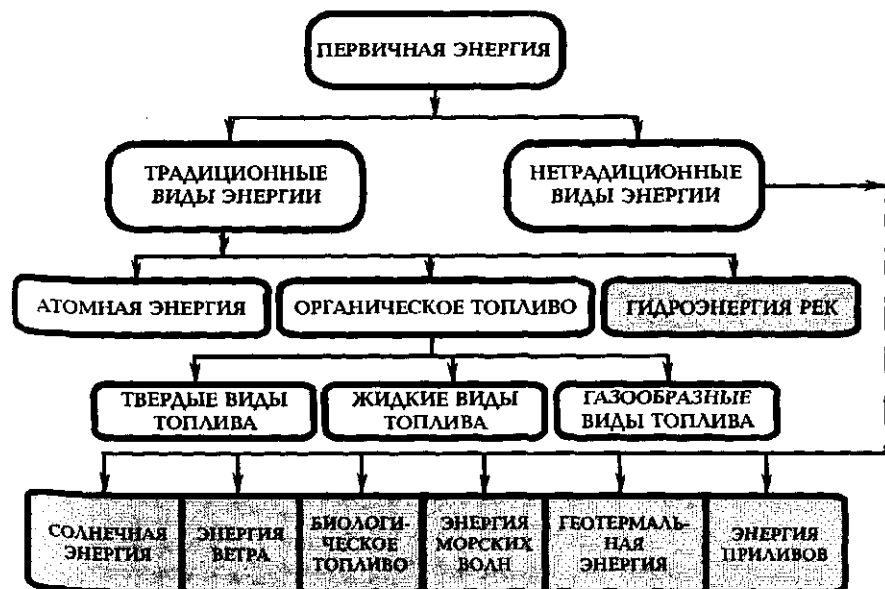 ПЕРВИЧНАЯ ЭНЕРГИЯ
ТРАДИЦИОННЫЕ
ВИДЫ ЭНЕРГИИ
НЕТРАДИЦИОННЫЕ
ВИДЫ ЭНЕРГИИ
АТОМНАЯ ЭНЕРГИЯ
ОРГАНИЧЕСКОЕ ТОПЛИВО
ГИДРОЭНЕРГИЯ РЕК
ТВЕРДЫЕ ВИДЫ
ТОПЛИВА
ЖИДКИЕ ВИДЫ
ТОПЛИВА
ГАЗООБРАЗНЫЕ
ВИДЫ ТОПЛИВА
СОЛНЕЧНАЯ
ЭНЕРГИЯ
ЭНЕРГИЯ
ВЕТРА
БИОЛОГИ-
ЧЕСКОЕ
ТОПЛИВО
ЭНЕРГИЯ
МОРСКИХ
ВОЛН
ГЕОТЕРМАЛЬ-
НАЯ
ЭНЕРГИЯ
ЭНЕРГИЯ
ПРИЛИВОВ